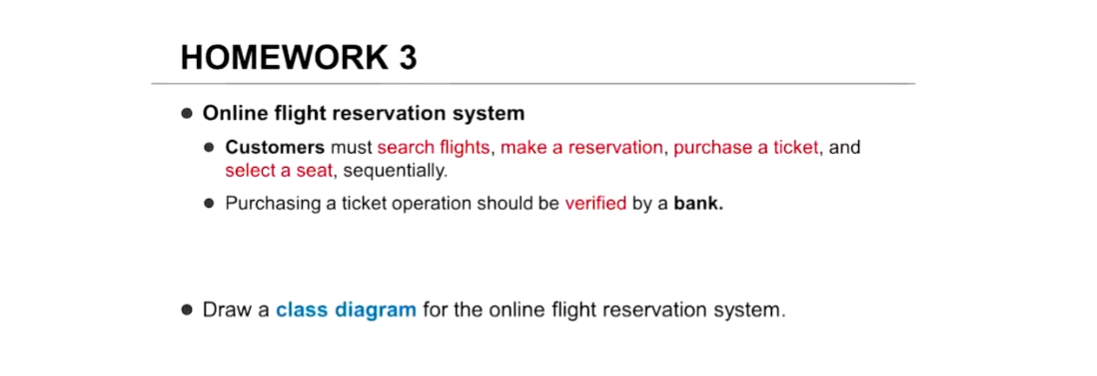 HOMEWORK 3
● Online flight reservation system
● Customers must search flights, make a reservation, purchase a ticket, and
select a seat, sequentially.
● Purchasing a ticket operation should be verified by a bank.
● Draw a class diagram for the online flight reservation system.